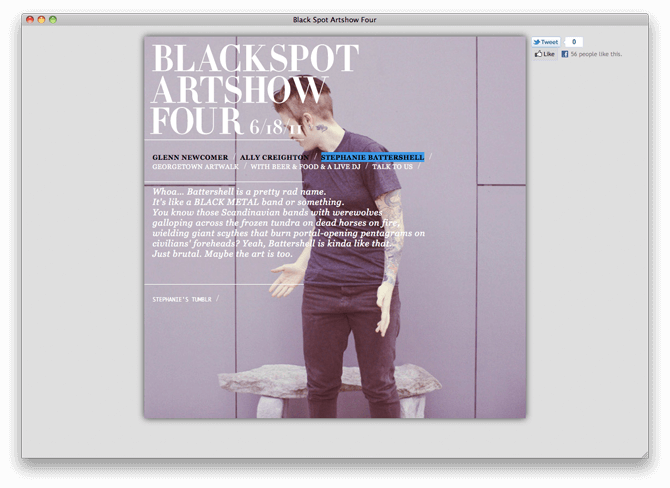 Black Spot Artshow Four
Tweet 0
Like 56 people like this.
BLACKSPOT
ARTSHOW
FOUR 6/18/11
GLENN NEWCOMER / ALLY CREIGHTON / STEPHANIE BATTERSHELL /
GEORGETOWN ARTWALK / WITH BEER & FOOD & A LIVE DJ / TALK TO US /
Whoa... Battershell is a pretty rad name.
It's like a BLACK METAL band or something.
You know those Scandinavian bands with werewolves
galloping across the frozen tundra on dead horses on fire,
wielding giant scythes that burn portal-opening pentagrams on
civilians' foreheads? Yeah, Battershell is kinda like that.
Just brutal. Maybe the art is too.
STEPHANIE'S TUMBLR /